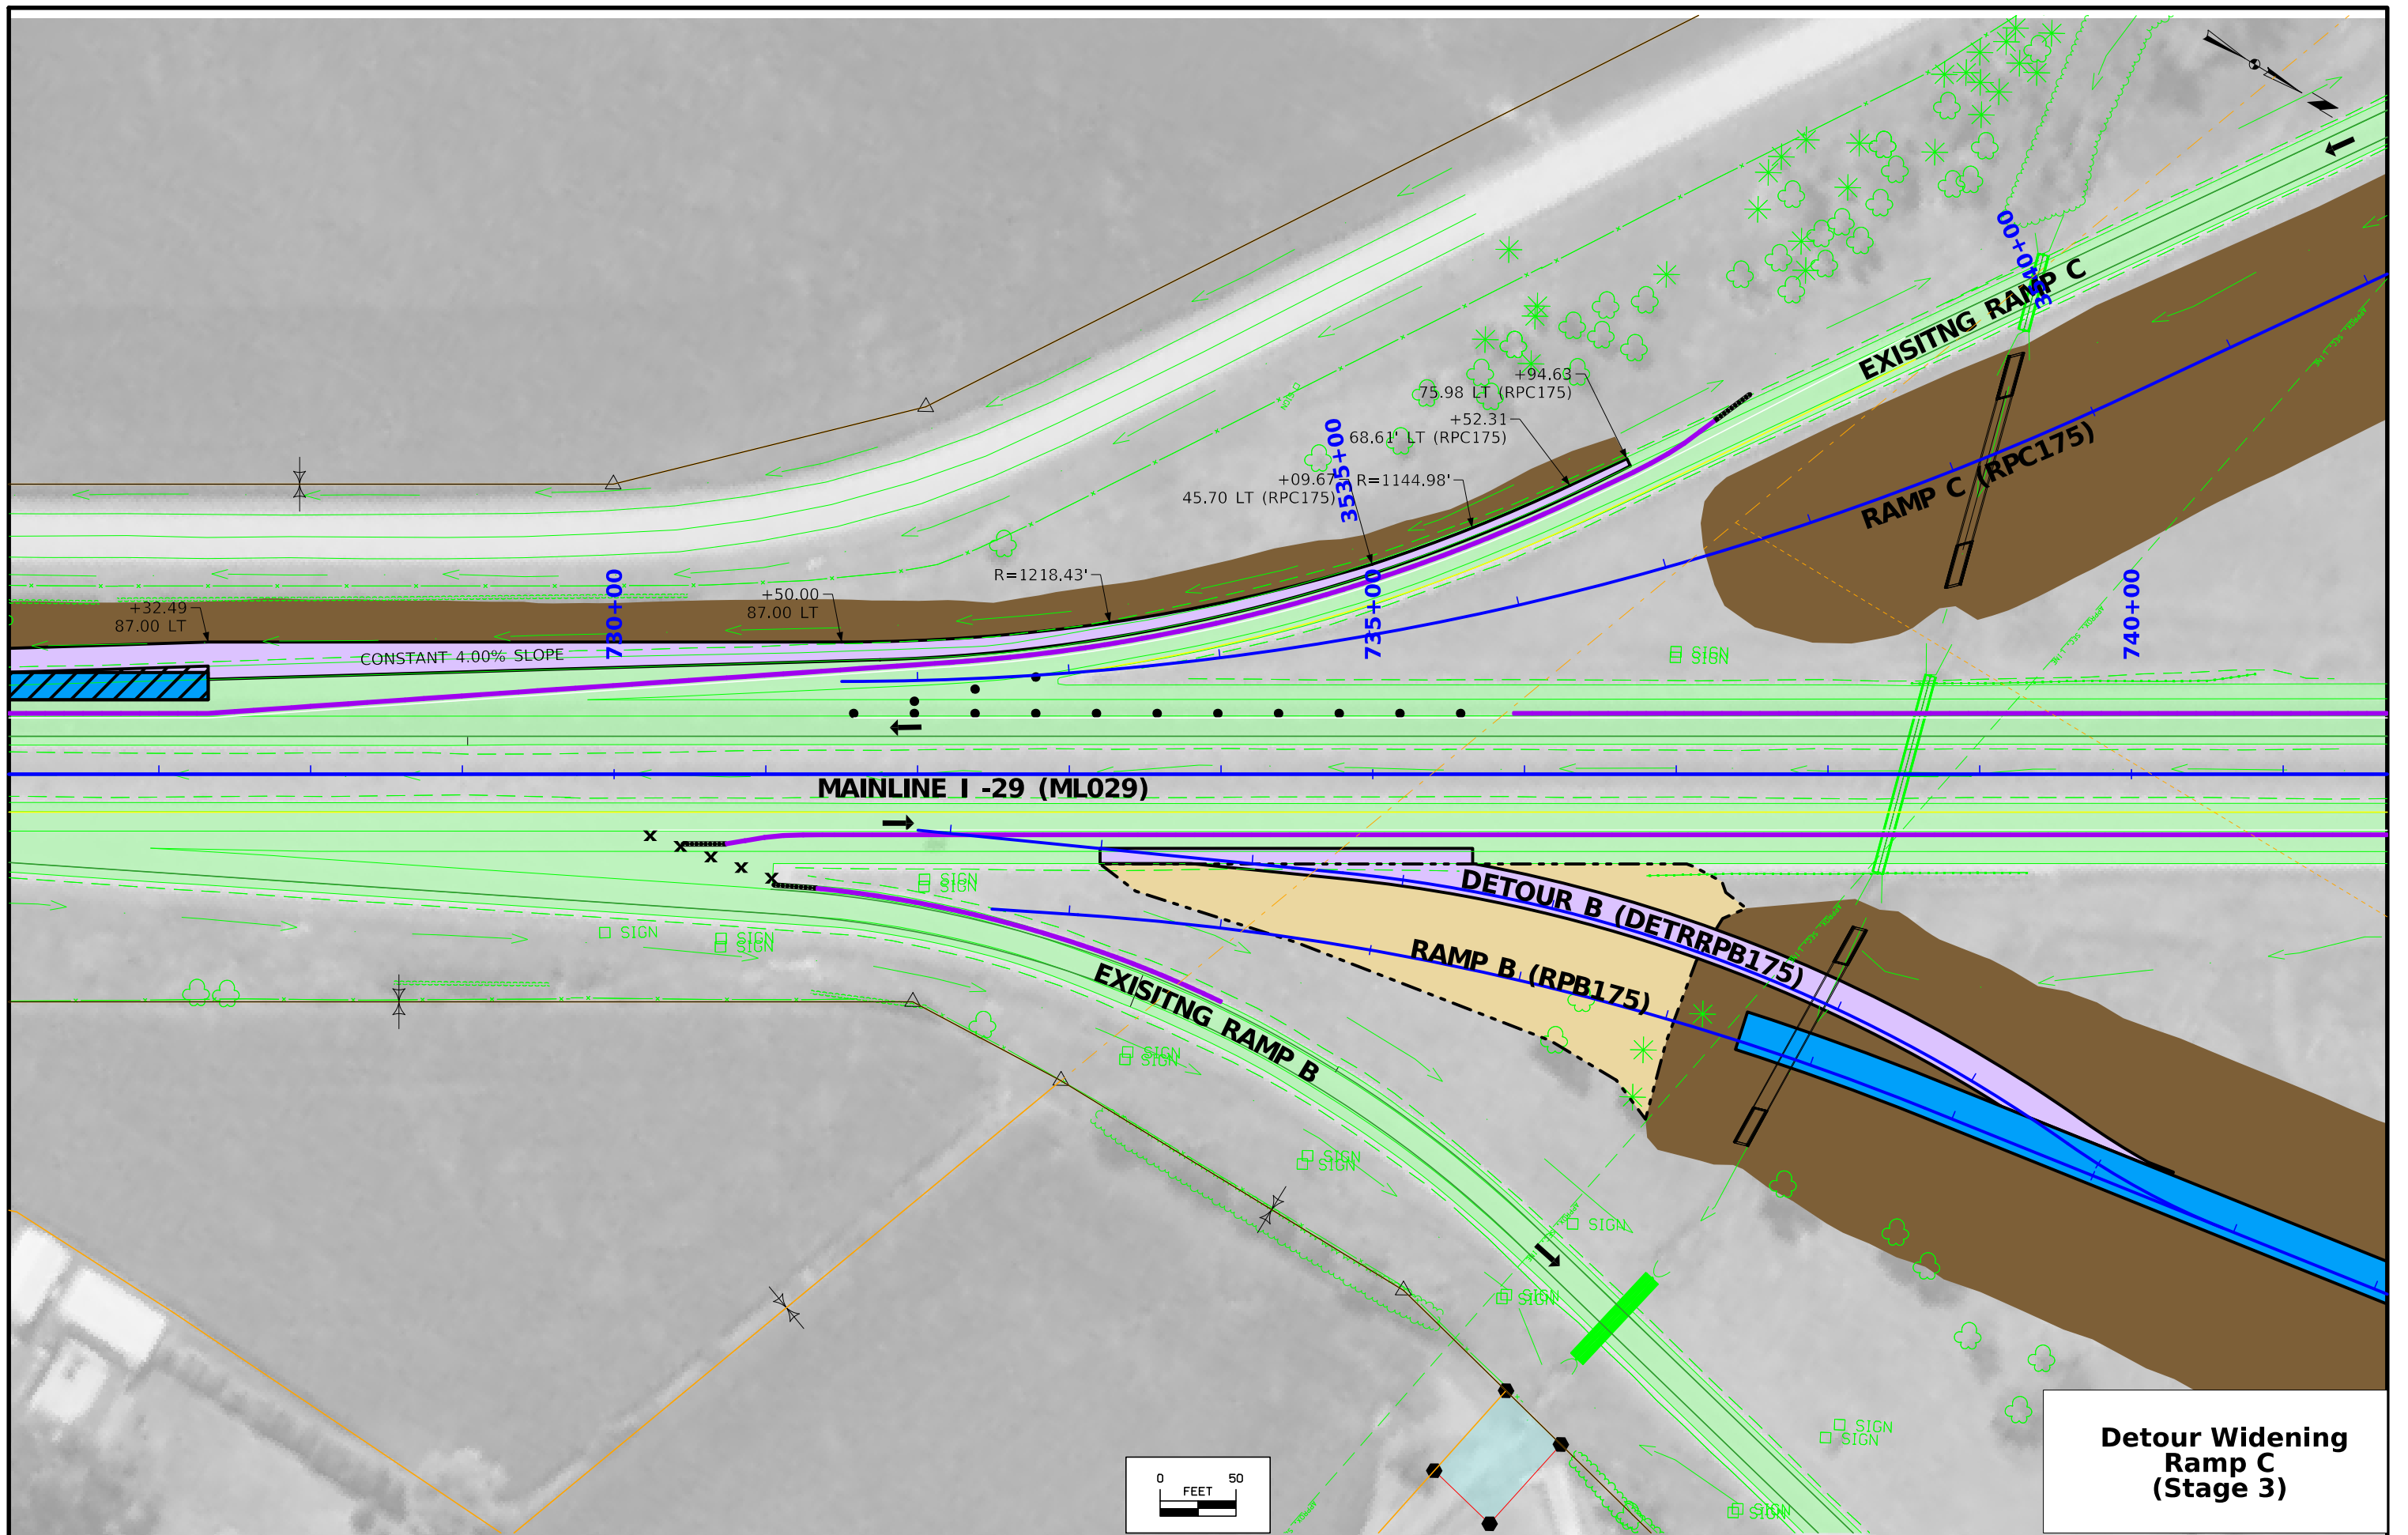 3540+00
EXISITNG RAMP C
+94.63
75.98 LT (RPC175)
+52.31
68.61' LT (RPC175)
3535+00
+09.67
R=1144.98'
45.70 LT (RPC175)
RAMP C (RPC175)
R=1218.43'
+32.49
87.00 LT
730+00
+50.00
87.00 LT
735+00
740+00
CONSTANT 4.00% SLOPE
SIGN
SIGN
MAINLINE I -29 (ML029)
SIGN
SIGN
DETOUR B (DETRRPB175)
SIGN
SIGN
SIGN
RAMP B (RPB175)
EXISITNG RAMP B
SIGN
SIGN
SIGN
SIGN
SIGN
SIGN
SIGN
SIGN
SIGN
SIGN
SIGN
0 50
FEET
Detour Widening
Ramp C
(Stage 3)